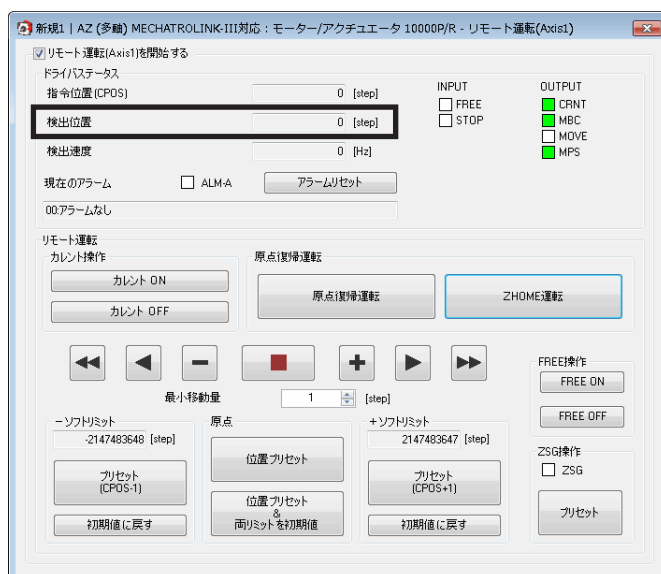 新規1 | AZ (多軸) MECHATROLINK-III対応：モーター/アクチュエータ 10000P/R - リモート運転(Axis1)
リモート運転(Axis1)を開始する
ドライバステータス
指令位置(CPOS) 0 [step]
検出位置 0 [step]
検出速度 0 [Hz]
INPUT
FREE
STOP
OUTPUT
CRNT
MBC
MOVE
MPS
現在のアラーム ALM-A アラームリセット
00:アラームなし
リモート運転
カレント操作
カレント ON
カレント OFF
原点復帰運転
原点復帰運転
ZHOME運転
最小移動量 1 [step]
FREE操作
FREE ON
FREE OFF
－ソフトリミット
-2147483648 [step]
プリセット
(CPOS-1)
初期値に戻す
原点
位置プリセット
位置プリセット
&
両リミットを初期値
＋ソフトリミット
2147483647 [step]
プリセット
(CPOS+1)
初期値に戻す
ZSG操作
ZSG
プリセット